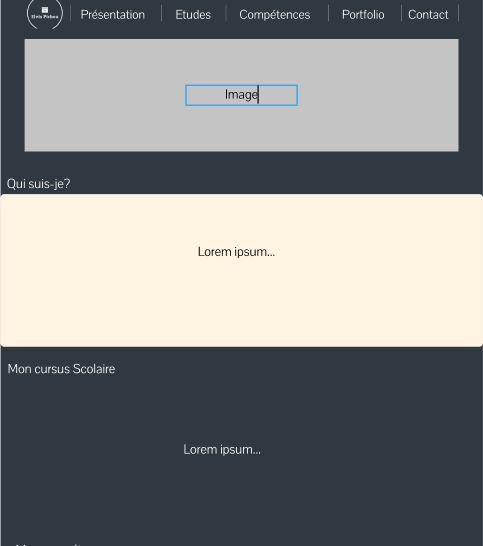 Présentation
Etudes
Compétences
Portfolio
Contact
Image
Qui suis-je?
Lorem ipsum...
Mon cursus Scolaire
Lorem ipsum...